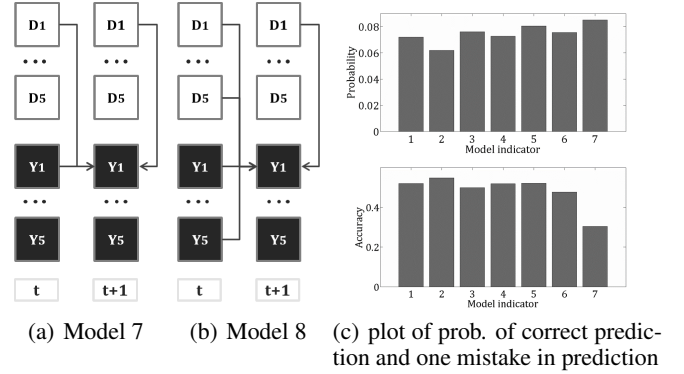 D1 D1
... ...
D5 D5
Y1 Y1
... ...
Y5 Y5
t t+1
(a) Model 7
D1 D1
... ...
D5 D5
Y1 Y1
... ...
Y5 Y5
t t+1
(b) Model 8
Probability
0.08
0.06
0.04
0.02
0
1 2 3 4 5 6 7
Model indicator
Accuracy
0.4
0.2
0
1 2 3 4 5 6 7
Model indicator
(c) plot of prob. of correct predic-
tion and one mistake in prediction